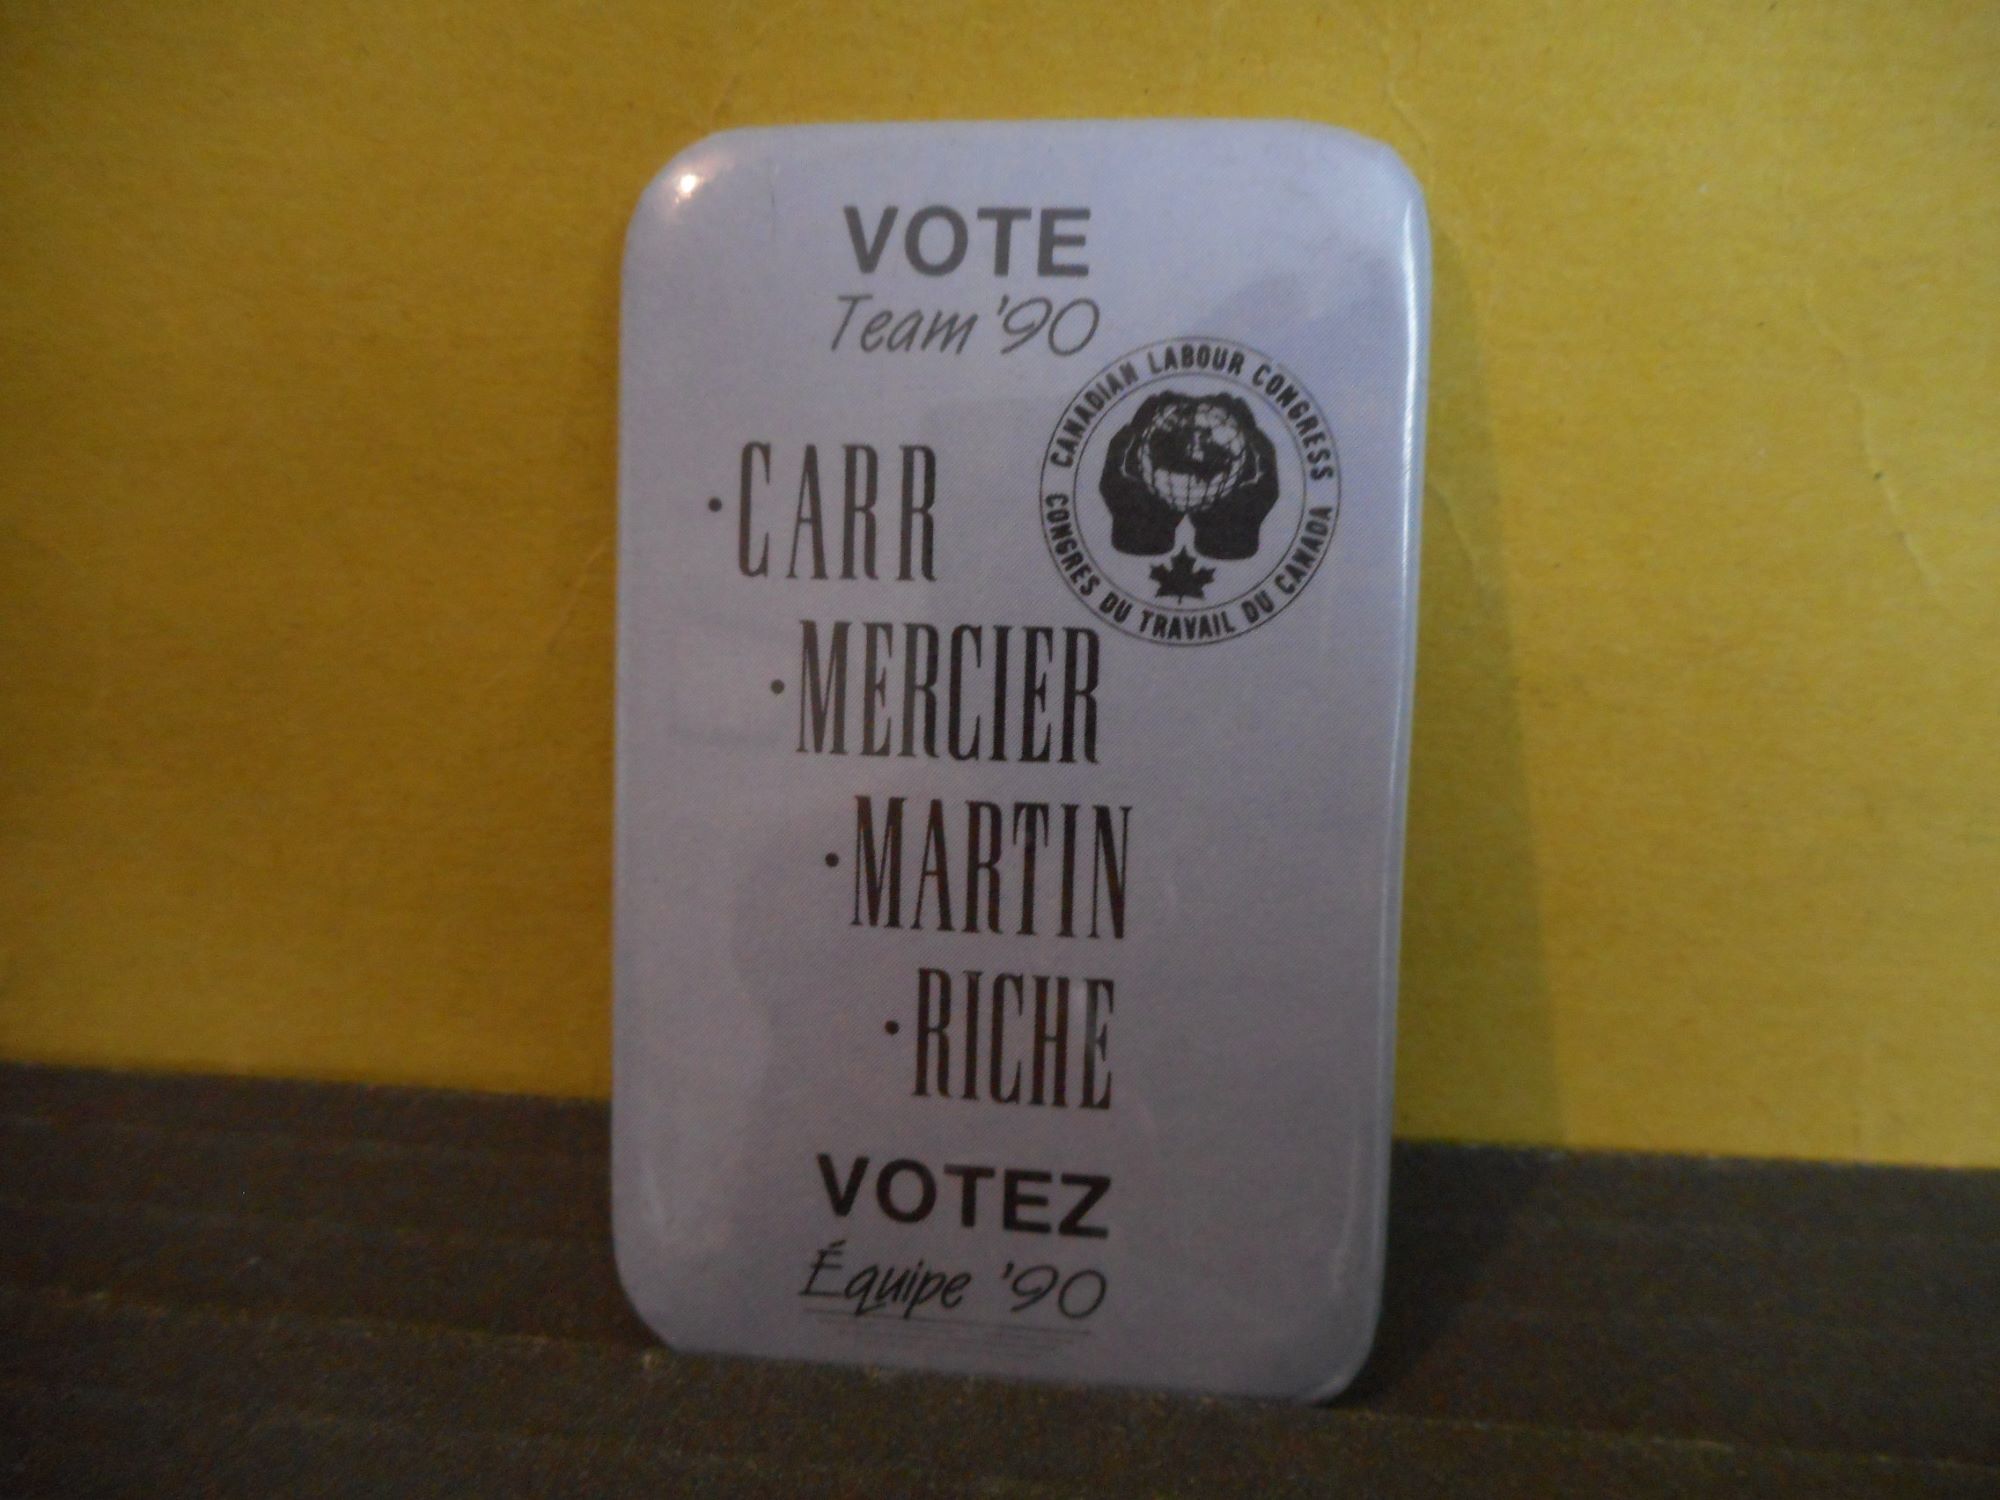 VOTE
Team '90
CANADIAN LABOUR CONGRESS
CONGRES DU TRAVAIL DU CANADA
·CARR
·MERCIER
·MARTIN
·RICHE
VOTEZ
Équipe '90